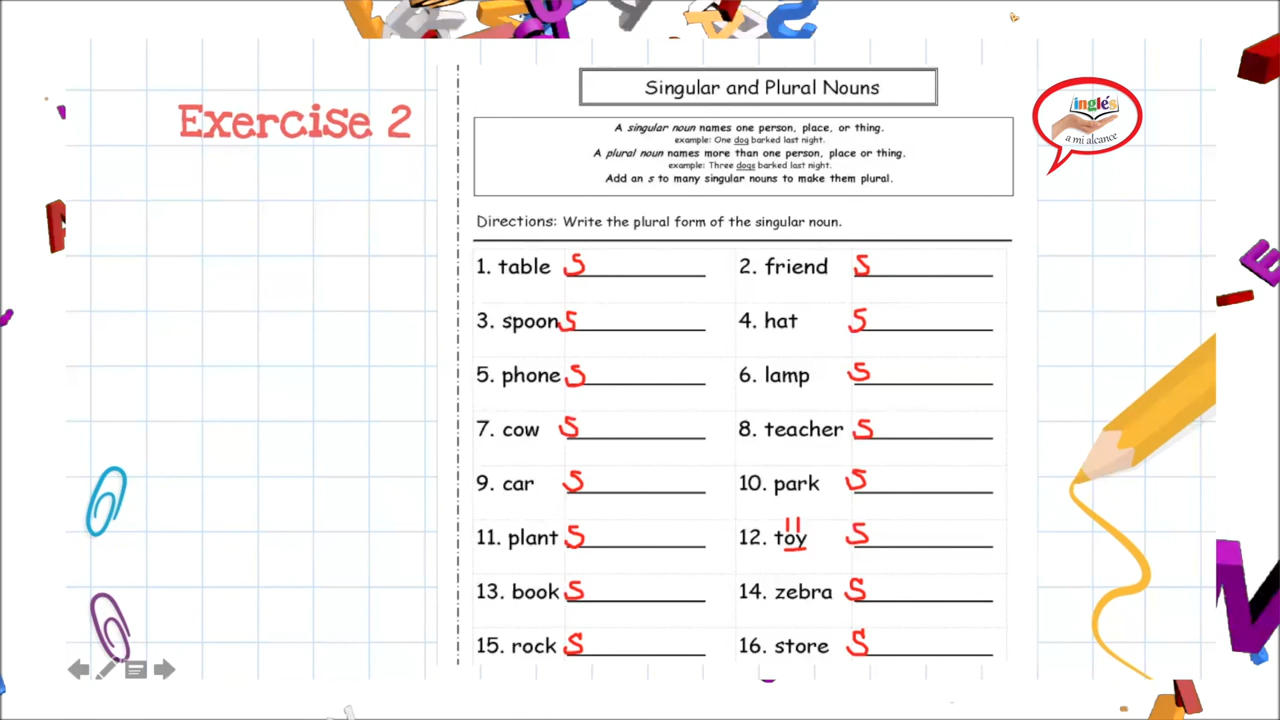 Singular and Plural Nouns
Exercise 2
inglés
a mi alcance
A singular noun names one person, place, or thing.
example: One dog barked last night.
A plural noun names more than one person, place or thing.
example: Three dogs barked last night.
Add an s to many singular nouns to make them plural.
Directions: Write the plural form of the singular noun.
1. table S 2. friend S
3. spoon S 4. hat S
5. phone S 6. lamp S
7. cow S 8. teacher S
9. car S 10. park S
11. plant S 12. toy S
13. book S 14. zebra S
15. rock S 16. store S